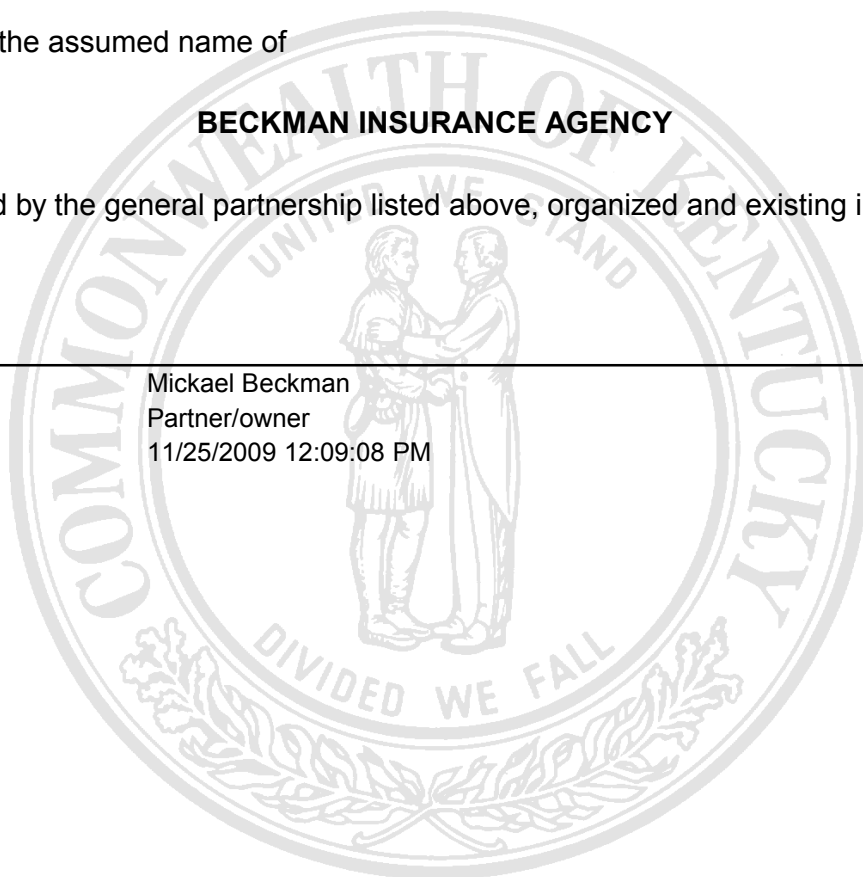 the assumed name of
BECKMAN INSURANCE AGENCY
d by the general partnership listed above, organized and existing i
Mickael Beckman
Partner/owner
11/25/2009 12:09:08 PM
COMMONWEALTH OF KENTUCKY
UNITED WE STAND
DIVIDED WE FALL